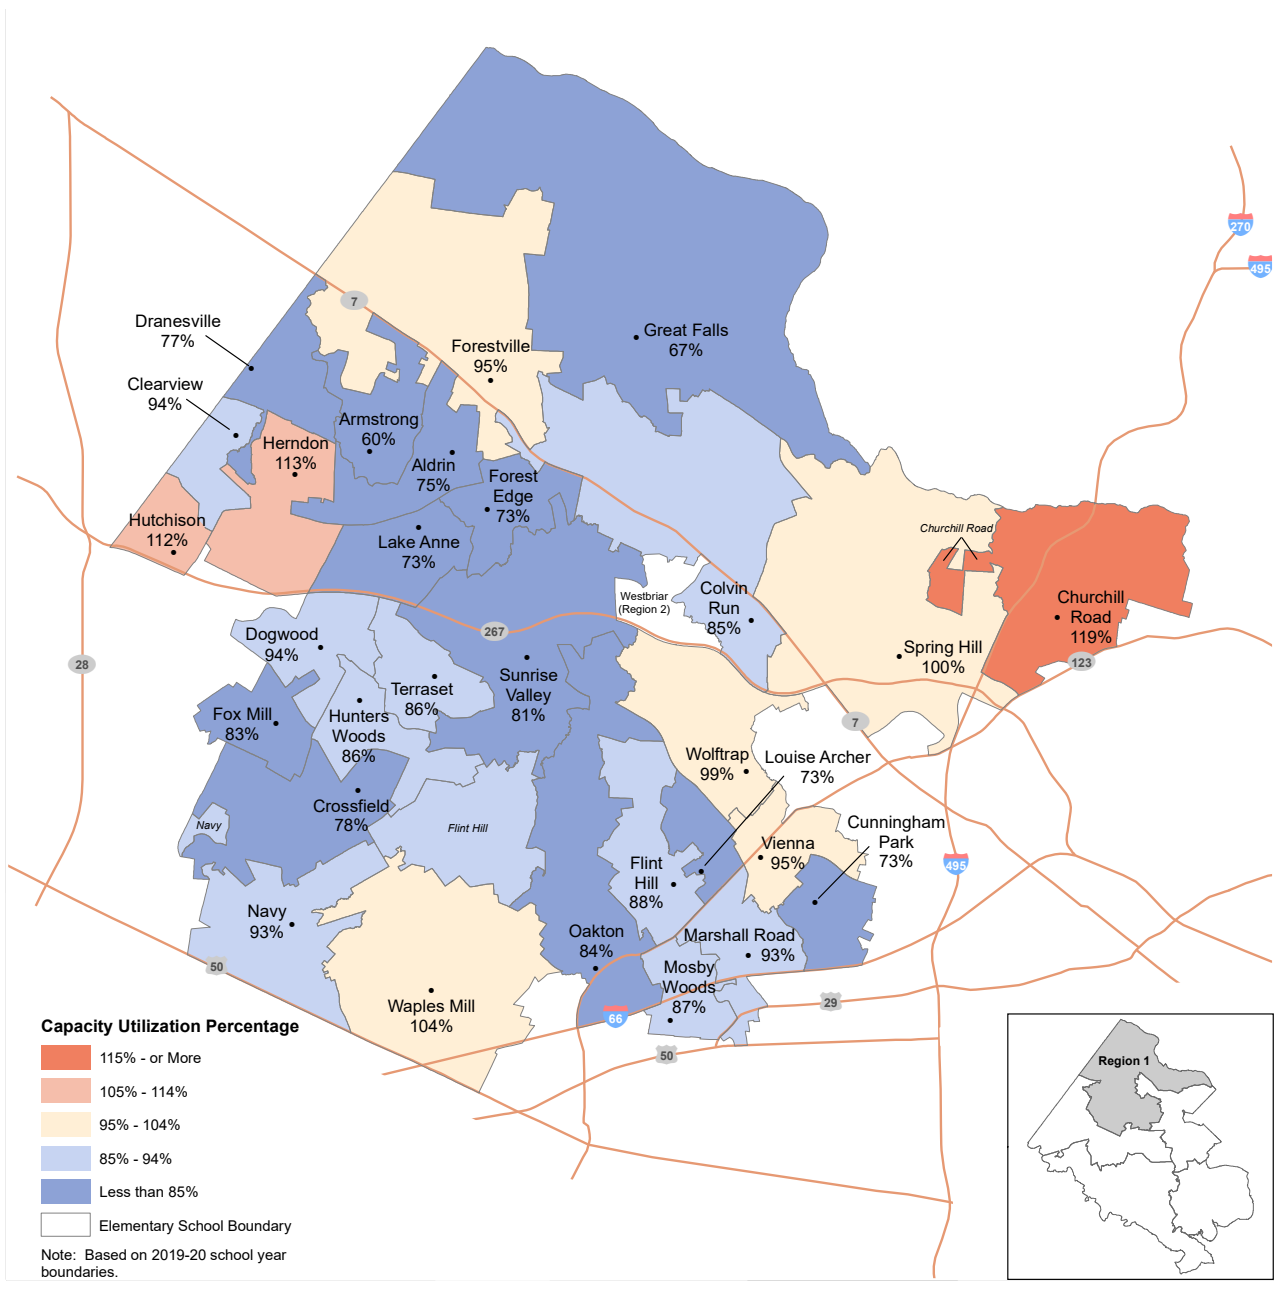 270
495
7
Dranesville
77%
Great Falls
67%
Forestville
95%
Clearview
94%
Armstrong
60%
Herndon
113%
Aldrin
75%
Forest
Edge
73%
Hutchison
112%
Churchill Road
Lake Anne
73%
Colvin
Run
85%
Westbriar
(Region 2)
Churchill
Road
119%
267
Dogwood
94%
Spring Hill
100%
123
28
Sunrise
Valley
81%
Terraset
86%
Fox Mill
83%
Hunters
Woods
86%
7
Wolftrap
99%
Louise Archer
73%
Crossfield
78%
Navy
Flint Hill
Cunningham
Park
73%
Vienna
95%
Flint
Hill
88%
495
Navy
93%
Oakton
84%
Marshall Road
93%
50
Mosby
Woods
87%
Waples Mill
104%
66
29
50
Capacity Utilization Percentage
115% - or More
105% - 114%
95% - 104%
85% - 94%
Less than 85%
Elementary School Boundary
Note: Based on 2019-20 school year
boundaries.
Region 1